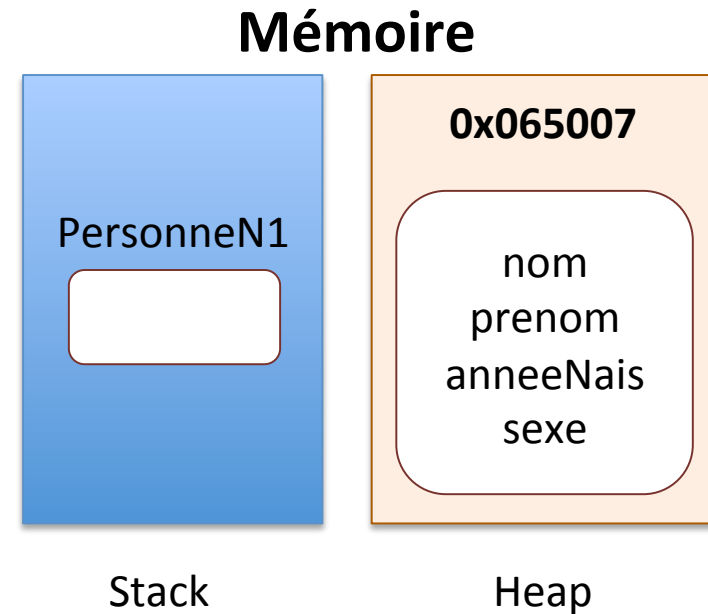 Mémoire
PersonneN1
0x065007
nom
prenom
anneeNais
sexe
Stack
Heap